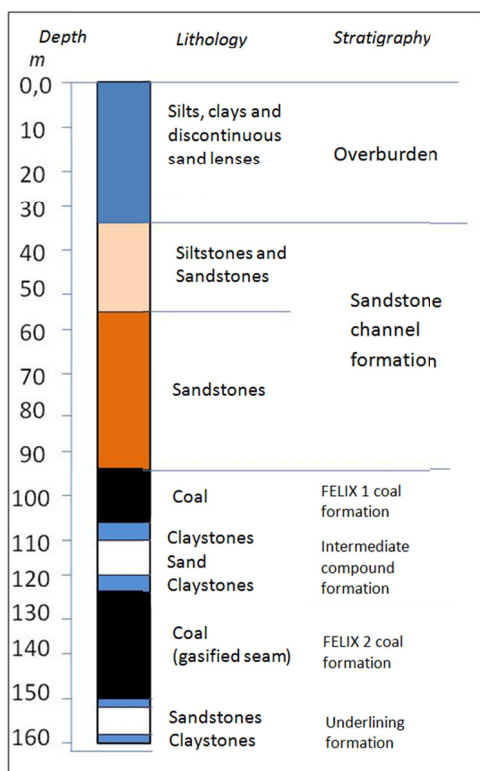 Depth Lithology Stratigraphy
m
0,0
Silts, clays and
discontinuous
sand lenses
Overburden
10
20
30
Siltstones and
Sandstones
40
50
Sandstone
channel
formation
60
Sandstones
70
80
90
100
Coal
FELIX 1 coal
formation
110
Claystones
Sand
Claystones
Intermediate
compound
formation
120
130
140
Coal
(gasified seam)
FELIX 2 coal
formation
150
Sandstones
Claystones
Underlining
formation
160